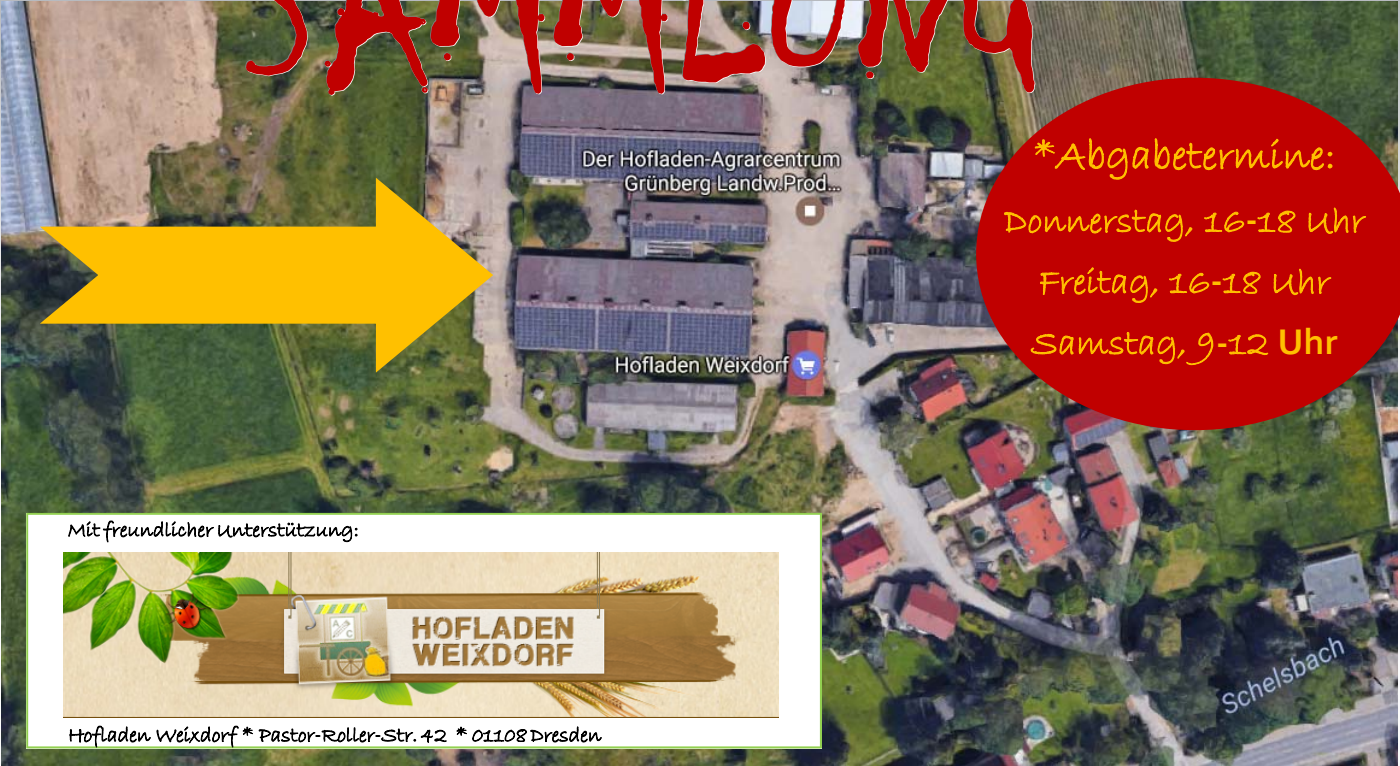 SAMMLUNG
*Abgabetermine:
Donnerstag, 16-18 Uhr
Freitag, 16-18 Uhr
Samstag, 9-12 Uhr
Der Hofladen-Agrarcentrum
Grünberg Landw.Prod...
Hofladen Weixdorf
Mit freundlicher Unterstützung:
A
C
HOFLADEN
WEIXDORF
Hofladen Weixdorf * Pastor-Roller-Str. 42 * 01108 Dresden
Schelsbach